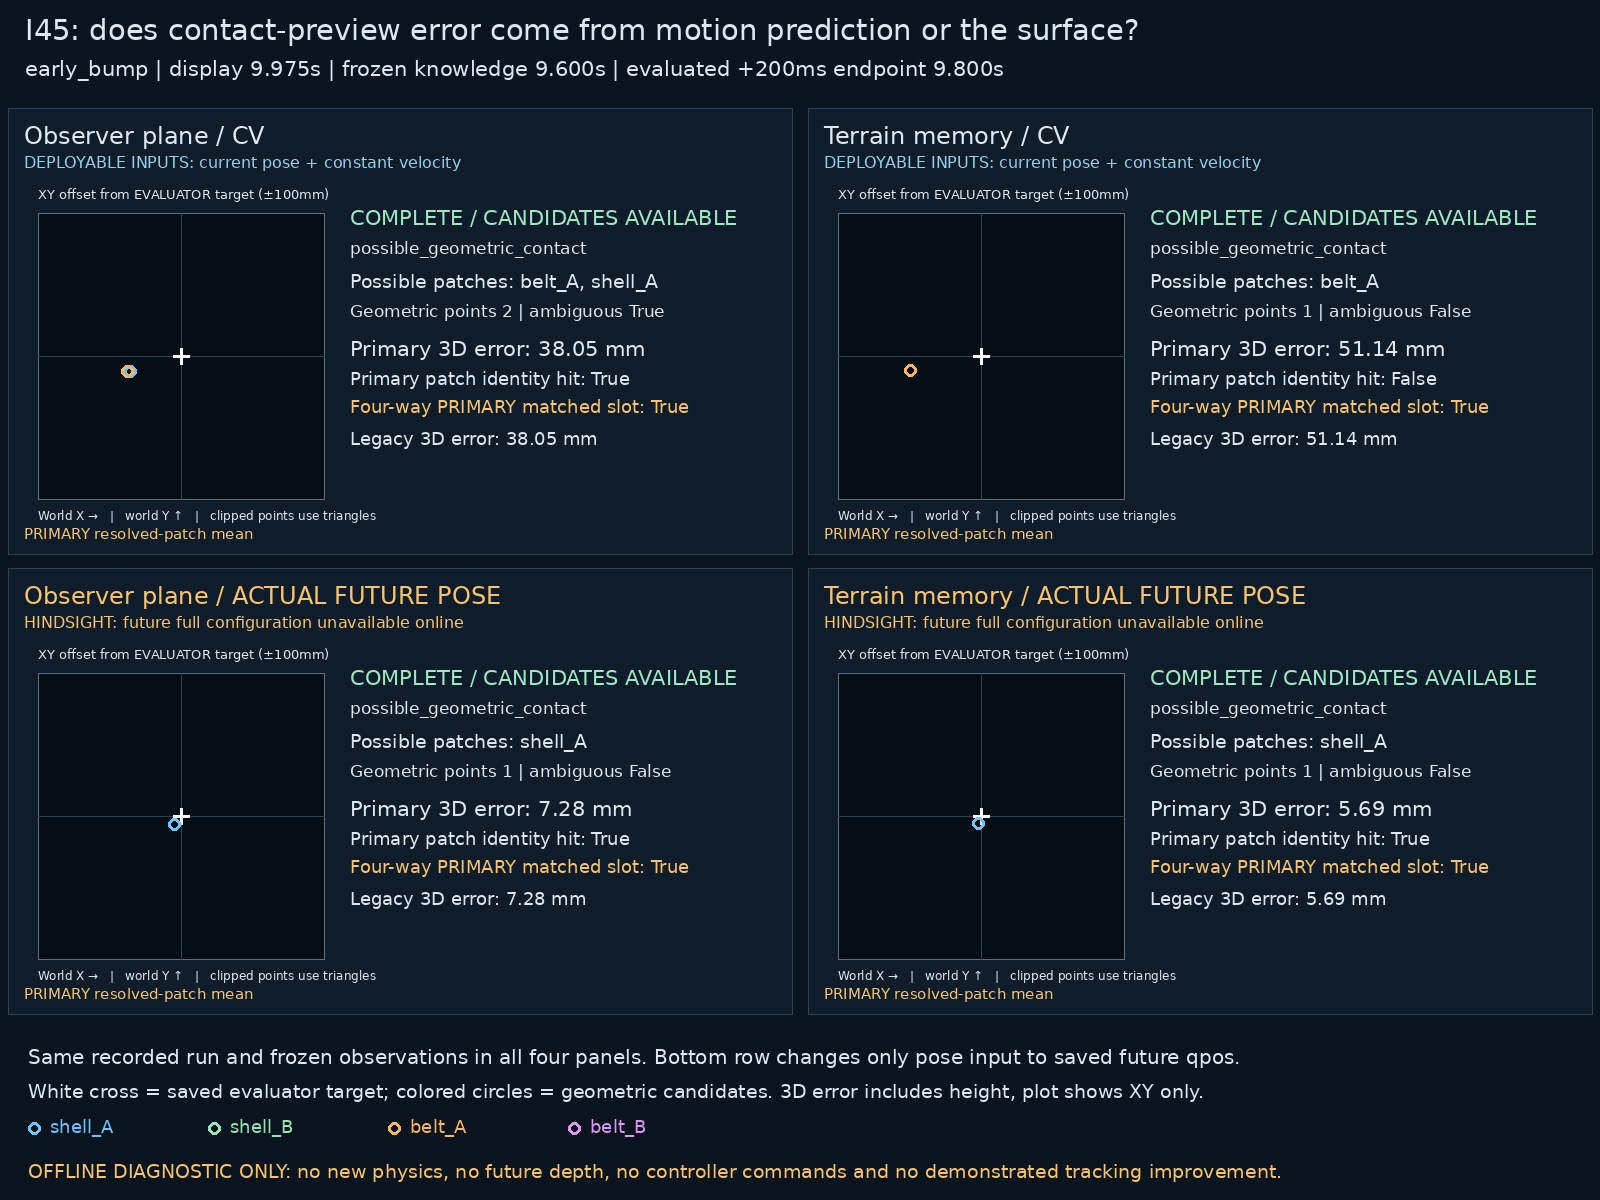 I45: does contact-preview error come from motion prediction or the surface?
early_bump | display 9.975s | frozen knowledge 9.600s | evaluated +200ms endpoint 9.800s
Observer plane / CV
DEPLOYABLE INPUTS: current pose + constant velocity
XY offset from EVALUATOR target (±100mm)
COMPLETE / CANDIDATES AVAILABLE
possible_geometric_contact
Possible patches: belt_A, shell_A
Geometric points 2 | ambiguous True
Primary 3D error: 38.05 mm
Primary patch identity hit: True
Four-way PRIMARY matched slot: True
Legacy 3D error: 38.05 mm
World X → | world Y ↑ | clipped points use triangles
PRIMARY resolved-patch mean
Terrain memory / CV
DEPLOYABLE INPUTS: current pose + constant velocity
XY offset from EVALUATOR target (±100mm)
COMPLETE / CANDIDATES AVAILABLE
possible_geometric_contact
Possible patches: belt_A
Geometric points 1 | ambiguous False
Primary 3D error: 51.14 mm
Primary patch identity hit: False
Four-way PRIMARY matched slot: True
Legacy 3D error: 51.14 mm
World X → | world Y ↑ | clipped points use triangles
PRIMARY resolved-patch mean
Observer plane / ACTUAL FUTURE POSE
HINDSIGHT: future full configuration unavailable online
XY offset from EVALUATOR target (±100mm)
COMPLETE / CANDIDATES AVAILABLE
possible_geometric_contact
Possible patches: shell_A
Geometric points 1 | ambiguous False
Primary 3D error: 7.28 mm
Primary patch identity hit: True
Four-way PRIMARY matched slot: True
Legacy 3D error: 7.28 mm
World X → | world Y ↑ | clipped points use triangles
PRIMARY resolved-patch mean
Terrain memory / ACTUAL FUTURE POSE
HINDSIGHT: future full configuration unavailable online
XY offset from EVALUATOR target (±100mm)
COMPLETE / CANDIDATES AVAILABLE
possible_geometric_contact
Possible patches: shell_A
Geometric points 1 | ambiguous False
Primary 3D error: 5.69 mm
Primary patch identity hit: True
Four-way PRIMARY matched slot: True
Legacy 3D error: 5.69 mm
World X → | world Y ↑ | clipped points use triangles
PRIMARY resolved-patch mean
Same recorded run and frozen observations in all four panels. Bottom row changes only pose input to saved future qpos.
White cross = saved evaluator target; colored circles = geometric candidates. 3D error includes height, plot shows XY only.
shell_A shell_B belt_A belt_B
OFFLINE DIAGNOSTIC ONLY: no new physics, no future depth, no controller commands and no demonstrated tracking improvement.